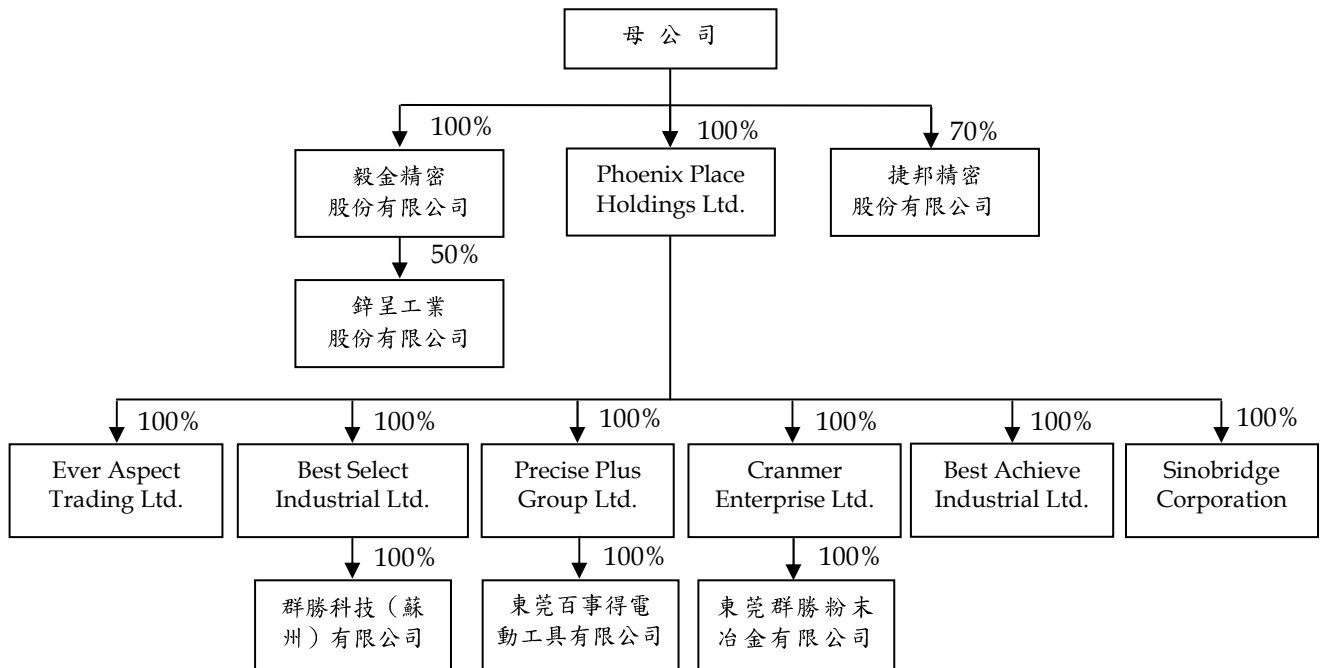 母公司
100%
100%
70%
毅金精密
股份有限公司
Phoenix Place
Holdings Ltd.
捷邦精密
股份有限公司
50%
鋅呈工業
股份有限公司
100%
100%
100%
100%
100%
100%
Ever Aspect
Trading Ltd.
Best Select
Industrial Ltd.
Precise Plus
Group Ltd.
Cranmer
Enterprise Ltd.
Best Achieve
Industrial Ltd.
Sinobridge
Corporation
100%
100%
100%
群勝科技（蘇
州）有限公司
東莞百事得電
動工具有限公司
東莞群勝粉末
冶金有限公司